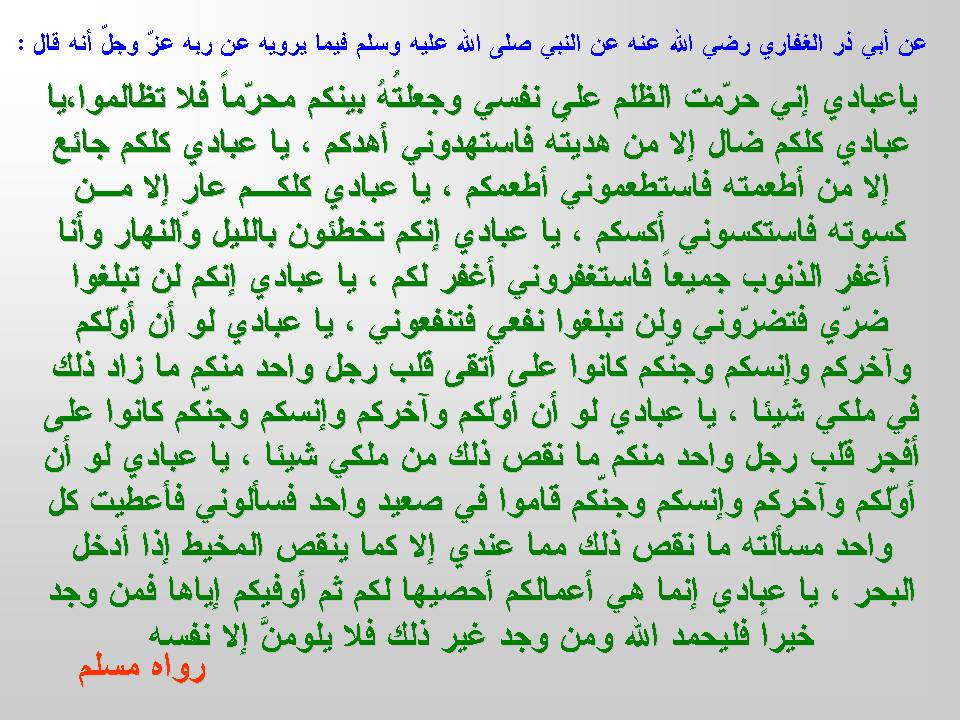 عن أبي ذر الغفاري رضي الله عنه عن النبي صلى الله عليه وسلم فيما يرويه عن ربه عزّ وجلّ أنه قال :
ياعبادي إني حرّمت الظلم على نفسي وجعلتُهُ بينكم محرّماً فلا تظالموا،يا
عبادي كلكم ضال إلا من هديتُه فاستهدوني أهدكم ، يا عبادي كلكم جائع
إلا من أطعمته فاستطعموني أطعمكم ، يا عبادي كلكـــم عارٍ إلا مـــن
كسوته فاستكسوني أكسكم ، يا عبادي إنكم تخطئون بالليل والنهار وأنا
أغفر الذنوب جميعاً فاستغفروني أغفر لكم ، يا عبادي إنكم لن تبلغوا
ضرّي فتضرّوني ولن تبلغوا نفعي فتنفعوني ، يا عبادي لو أن أولّكم
وآخركم وإنسكم وجنّكم كانوا على أتقى قلب رجل واحد منكم ما زاد ذلك
في ملكي شيئا ، يا عبادي لو أن أولّكم وآخركم وإنسكم وجنّكم كانوا على
أفجر قلب رجل واحد منكم ما نقص ذلك من ملكي شيئا ، يا عبادي لو أن
أولّكم وآخركم وإنسكم وجنّكم قاموا في صعيد واحد فسألوني فأعطيت كل
واحد مسألته ما نقص ذلك مما عندي إلا كما ينقص المخيط إذا أدخل
البحر ، يا عبادي إنما هي أعمالكم أحصيها لكم ثم أوفيكم إياها فمن وجد
خيراً فليحمد الله ومن وجد غير ذلك فلا يلومنَّ إلا نفسه
رواه مسلم